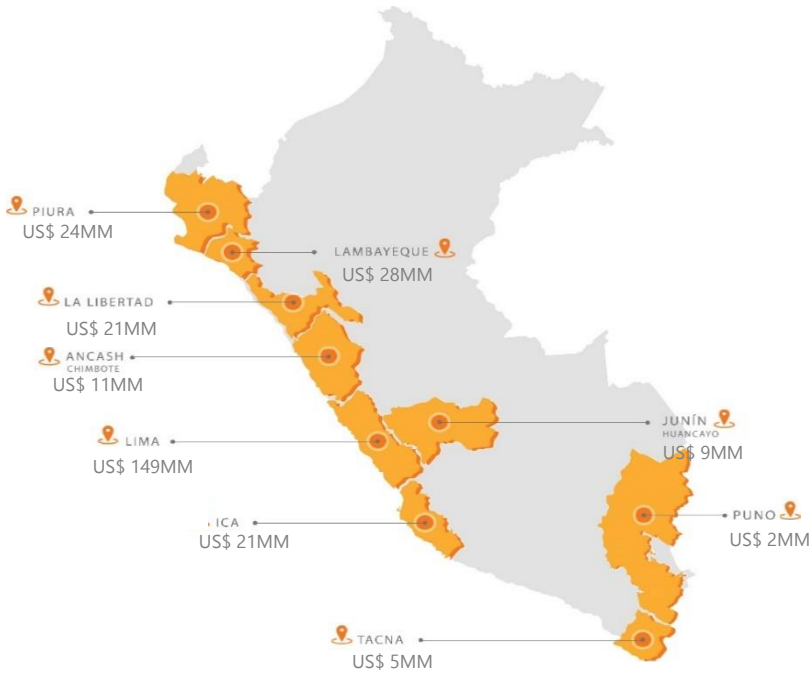 PIURA
US$ 24MM
LAMBAYEQUE
US$ 28MM
LA LIBERTAD
US$ 21MM
ANCASH
CHIMBOTE
US$ 11MM
LIMA
US$ 149MM
JUNÍN
HUANCAYO
US$ 9MM
ICA
US$ 21MM
PUNO
US$ 2MM
TACNA
US$ 5MM